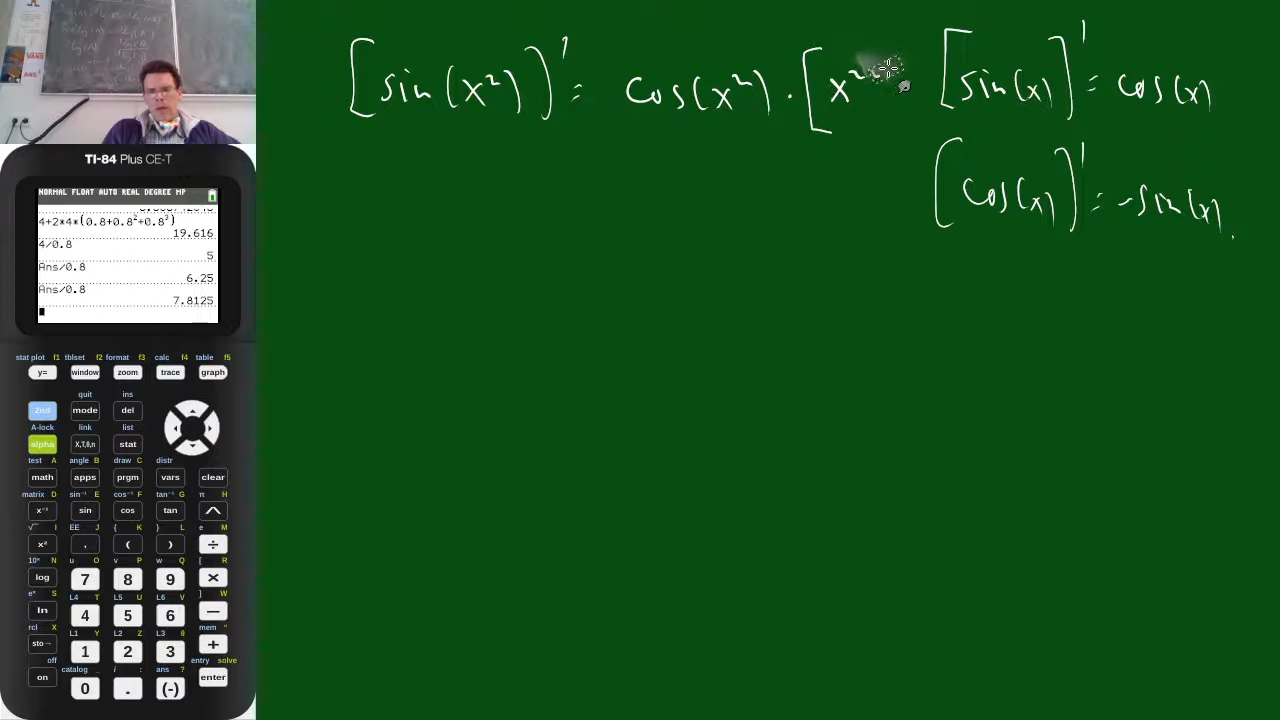 [sin(x²)]' = cos(x²) · [x²
[sin(x)]' = cos(x)
[cos(x)]' = -sin(x).
VANS
TI-84 Plus CE-T
NORMAL FLOAT AUTO REAL DEGREE MP
4+2*4*(0.8+0.8²+0.8³)
19.616
4/0.8
5
Ans/0.8
6.25
Ans/0.8
7.8125
stat plot f1 tblset f2 format f3 calc f4 table f5
y= window zoom trace graph
quit ins
2nd mode del
A-lock link list
alpha X,T,θ,n stat
test A angle B draw C distr
math apps prgm vars clear
matrix D sin⁻¹ E cos⁻¹ F tan⁻¹ G π H
x⁻¹ sin cos tan ^
√ I EE J { K } L e M
x² , ( ) ÷
10ˣ N u O v P w Q [ R
log 7 8 9 ×
eˣ S L4 T L5 U L6 V ] W
ln 4 5 6 −
rcl X L1 Y L2 Z L3 θ mem "
sto→ 1 2 3 +
off catalog _ i : ans ? entry solve
on 0 . (-) enter